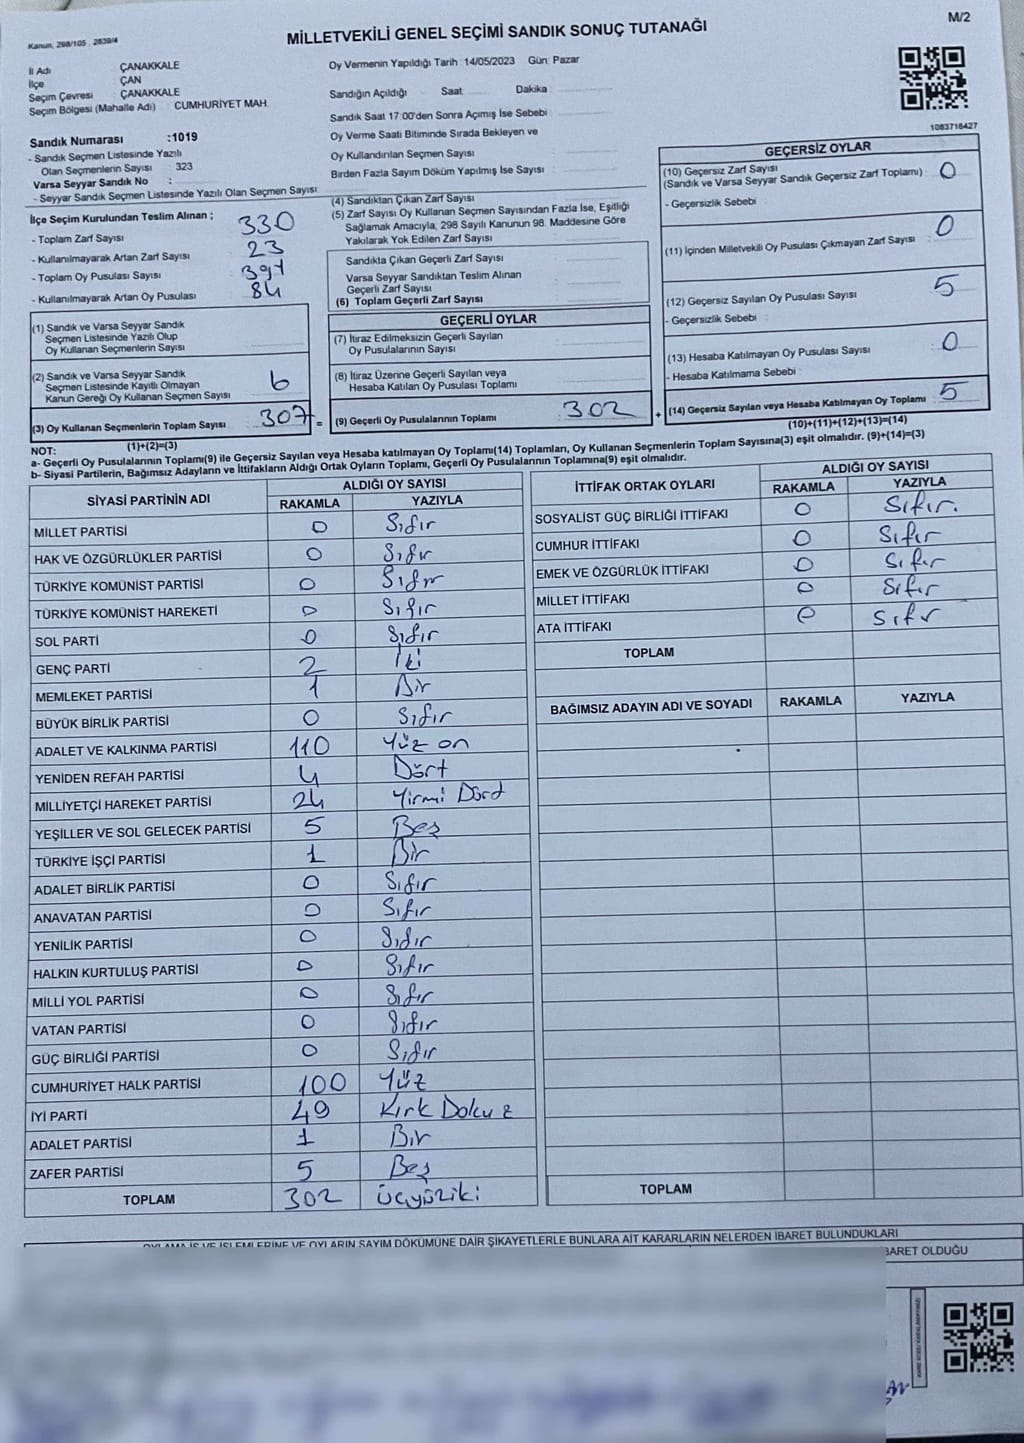 M/2
Kanun, 298/105 , 2839/4
MİLLETVEKİLİ GENEL SEÇİMİ SANDIK SONUÇ TUTANAĞI
İl Adı ÇANAKKALE
İlçe ÇAN
Seçim Çevresi ÇANAKKALE
Seçim Bölgesi (Mahalle Adı) CUMHURİYET MAH.
Sandık Numarası :1019
- Sandık Seçmen Listesinde Yazılı
Olan Seçmenlerin Sayısı : 323
Varsa Seyyar Sandık No :
- Seyyar Sandık Seçmen Listesinde Yazılı Olan Seçmen Sayısı
Oy Vermenin Yapıldığı Tarih :14/05/2023 Gün: Pazar
Sandığın Açıldığı Saat Dakika
Sandık Saat 17:00'den Sonra Açımış İse Sebebi :
Oy Verme Saati Bitiminde Sırada Bekleyen ve
Oy Kullandırılan Seçmen Sayısı :
Birden Fazla Sayım Döküm Yapılmış İse Sayısı :
1083716427
İlçe Seçim Kurulundan Teslim Alınan ;
- Toplam Zarf Sayısı 330
- Kullanılmayarak Artan Zarf Sayısı 23
- Toplam Oy Pusulası Sayısı 391
- Kullanılmayarak Artan Oy Pusulası 84
(1) Sandık ve Varsa Seyyar Sandık
Seçmen Listesinde Yazılı Olup
Oy Kullanan Seçmenlerin Sayısı
(2) Sandık ve Varsa Seyyar Sandık
Seçmen Listesinde Kayıtlı Olmayan
Kanun Gereği Oy Kullanan Seçmen Sayısı 6
(3) Oy Kullanan Seçmenlerin Toplam Sayısı 307 =
(1)+(2)=(3)
(4) Sandıktan Çıkan Zarf Sayısı
(5) Zarf Sayısı Oy Kullanan Seçmen Sayısından Fazla İse, Eşitliği
Sağlamak Amacıyla, 298 Sayılı Kanunun 98. Maddesine Göre
Yakılarak Yok Edilen Zarf Sayısı
Sandıkta Çıkan Geçerli Zarf Sayısı
Varsa Seyyar Sandıktan Teslim Alınan
Geçerli Zarf Sayısı
(6) Toplam Geçerli Zarf Sayısı
GEÇERLİ OYLAR
(7) İtiraz Edilmeksizin Geçerli Sayılan
Oy Pusulalarının Sayısı
(8) İtiraz Üzerine Geçerli Sayılan veya
Hesaba Katılan Oy Pusulası Toplamı
(9) Geçerli Oy Pusulalarının Toplamı 302 +
GEÇERSİZ OYLAR
(10) Geçersiz Zarf Sayısı
(Sandık ve Varsa Seyyar Sandık Geçersiz Zarf Toplamı) : 0
- Geçersizlik Sebebi
(11) İçinden Milletvekili Oy Pusulası Çıkmayan Zarf Sayısı 0
(12) Geçersiz Sayılan Oy Pusulası Sayısı 5
- Geçersizlik Sebebi :
(13) Hesaba Katılmayan Oy Pusulası Sayısı 0
- Hesaba Katılmama Sebebi :
(14) Geçersiz Sayılan veya Hesaba Katılmayan Oy Toplamı 5
(10)+(11)+(12)+(13)=(14)
NOT:
a- Geçerli Oy Pusulalarının Toplamı(9) ile Geçersiz Sayılan veya Hesaba katılmayan Oy Toplamı(14) Toplamları, Oy Kullanan Seçmenlerin Toplam Sayısına(3) eşit olmalıdır. (9)+(14)=(3)
b- Siyasi Partilerin, Bağımsız Adayların ve İttifakların Aldığı Ortak Oyların Toplamı, Geçerli Oy Pusulalarının Toplamına(9) eşit olmalıdır.
SİYASİ PARTİNİN ADI ALDIĞI OY SAYISI
RAKAMLA YAZIYLA
MİLLET PARTİSİ 0 Sıfır
HAK VE ÖZGÜRLÜKLER PARTİSİ 0 Sıfır
TÜRKİYE KOMÜNİST PARTİSİ 0 Sıfır
TÜRKİYE KOMÜNİST HAREKETİ 0 Sıfır
SOL PARTİ 0 Sıfır
GENÇ PARTİ 2 İki
MEMLEKET PARTİSİ 1 Bir
BÜYÜK BİRLİK PARTİSİ 0 Sıfır
ADALET VE KALKINMA PARTİSİ 110 Yüz on
YENİDEN REFAH PARTİSİ 4 Dört
MİLLİYETÇİ HAREKET PARTİSİ 24 Yirmi Dört
YEŞİLLER VE SOL GELECEK PARTİSİ 5 Beş
TÜRKİYE İŞÇİ PARTİSİ 1 Bir
ADALET BİRLİK PARTİSİ 0 Sıfır
ANAVATAN PARTİSİ 0 Sıfır
YENİLİK PARTİSİ 0 Sıfır
HALKIN KURTULUŞ PARTİSİ 0 Sıfır
MİLLİ YOL PARTİSİ 0 Sıfır
VATAN PARTİSİ 0 Sıfır
GÜÇ BİRLİĞİ PARTİSİ 0 Sıfır
CUMHURİYET HALK PARTİSİ 100 Yüz
İYİ PARTİ 49 Kırk Dokuz
ADALET PARTİSİ 1 Bir
ZAFER PARTİSİ 5 Beş
TOPLAM 302 Üçyüziki
İTTİFAK ORTAK OYLARI ALDIĞI OY SAYISI
RAKAMLA YAZIYLA
SOSYALİST GÜÇ BİRLİĞİ İTTİFAKI 0 Sıfır.
CUMHUR İTTİFAKI 0 Sıfır
EMEK VE ÖZGÜRLÜK İTTİFAKI 0 Sıfır
MİLLET İTTİFAKI 0 Sıfır
ATA İTTİFAKI 0 Sıfır
TOPLAM
BAĞIMSIZ ADAYIN ADI VE SOYADI RAKAMLA YAZIYLA
TOPLAM
OYLAMA İŞ VE İŞLEMLERİNE VE OYLARIN SAYIM DÖKÜMÜNE DAİR ŞİKAYETLERLE BUNLARA AİT KARARLARIN NELERDEN İBARET BULUNDUKLARI
BARET OLDUĞU